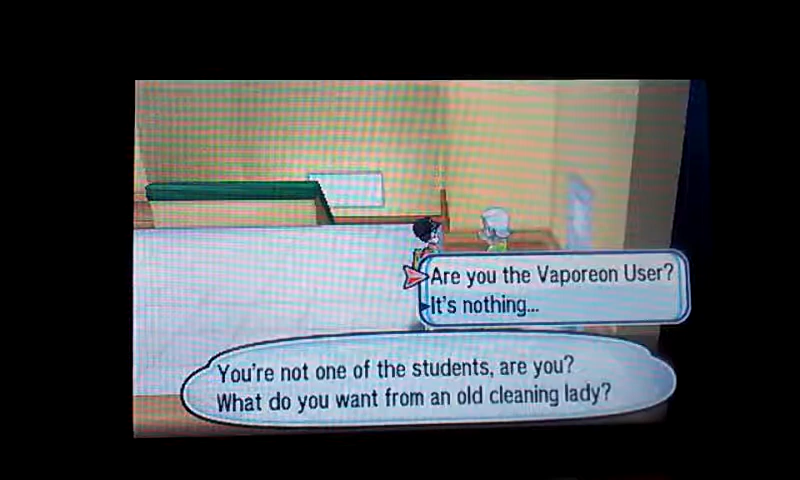 Are you the Vaporeon User?
It's nothing...
You're not one of the students, are you?
What do you want from an old cleaning lady?